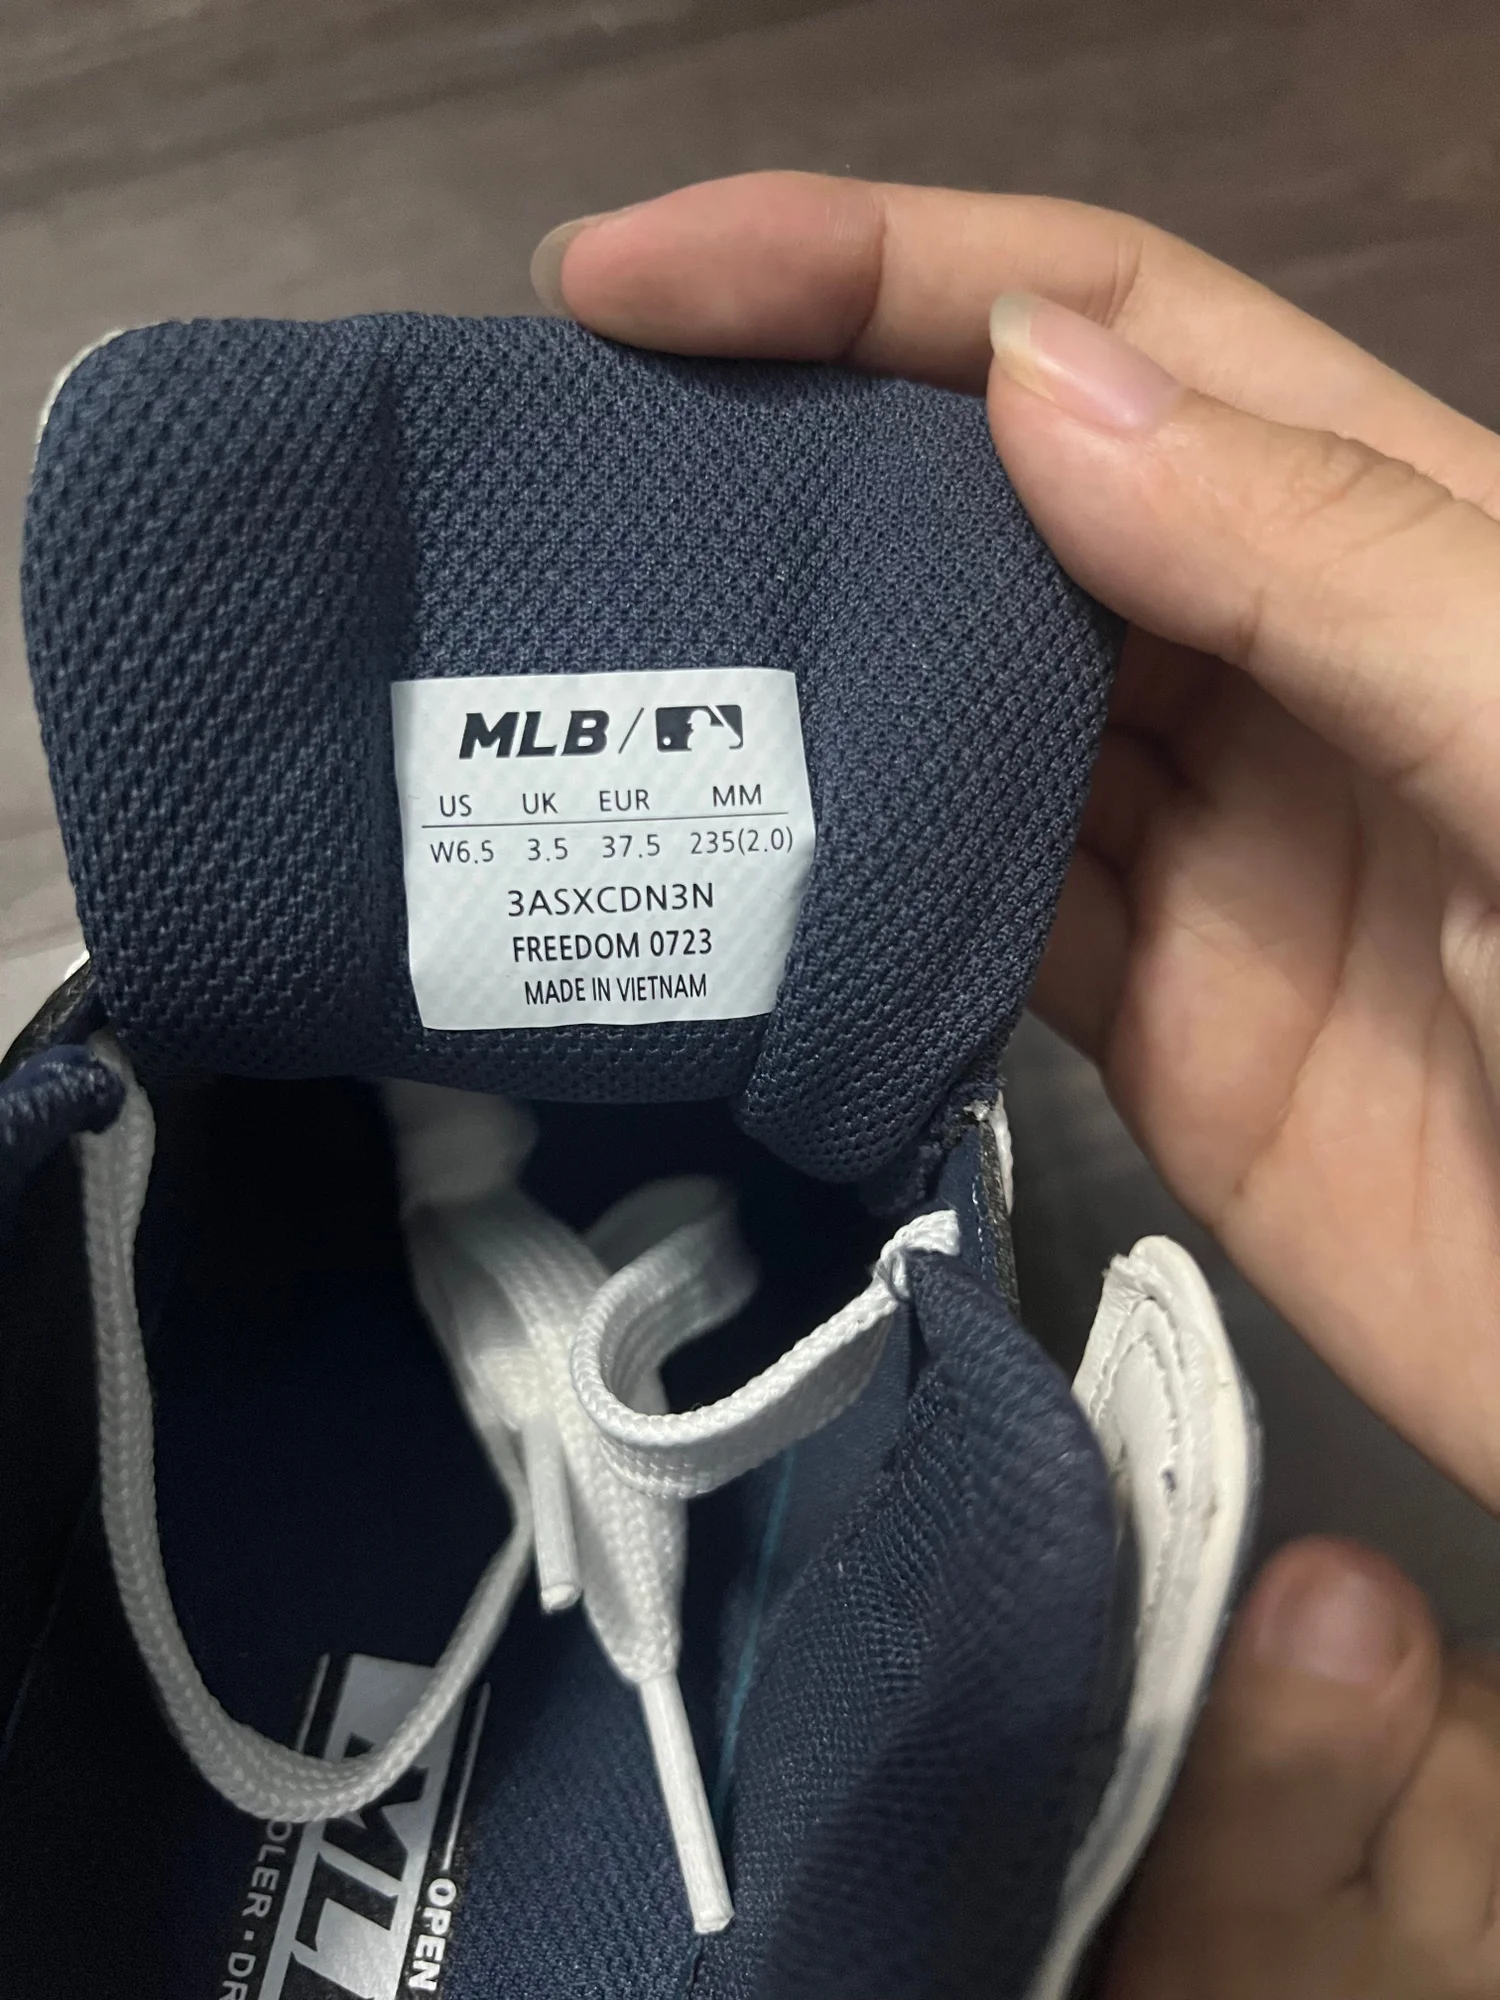 MLB /
US UK EUR MM
W6.5 3.5 37.5 235(2.0)
3ASXCDN3N
FREEDOM 0723
MADE IN VIETNAM
OPEN